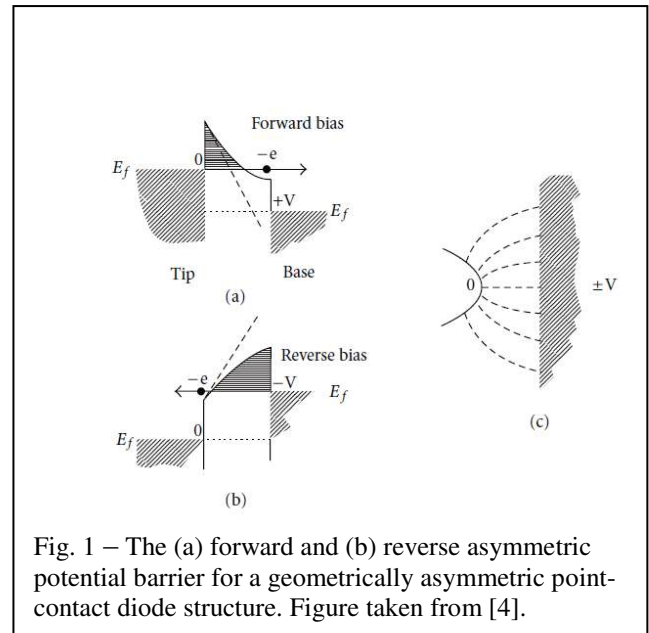 Forward bias
0
−e
E_f
+V
E_f
Tip
Base
(a)
Reverse bias
−e
−V
E_f
0
E_f
(b)
0
±V
(c)
Fig. 1 – The (a) forward and (b) reverse asymmetric
potential barrier for a geometrically asymmetric point-
contact diode structure. Figure taken from [4].